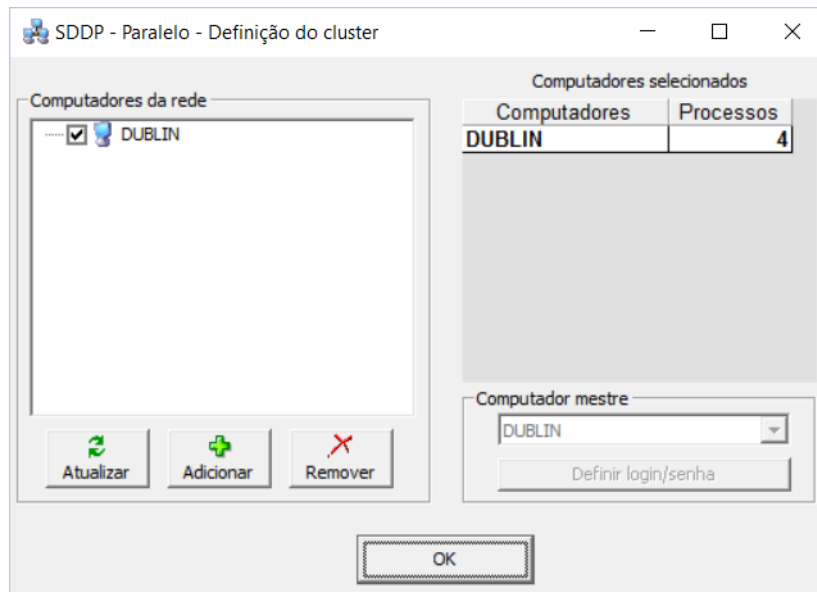 SDDP - Paralelo - Definição do cluster
Computadores da rede
DUBLIN
Atualizar
Adicionar
Remover
Computadores selecionados
Computadores Processos
DUBLIN 4
Computador mestre
DUBLIN
Definir login/senha
OK